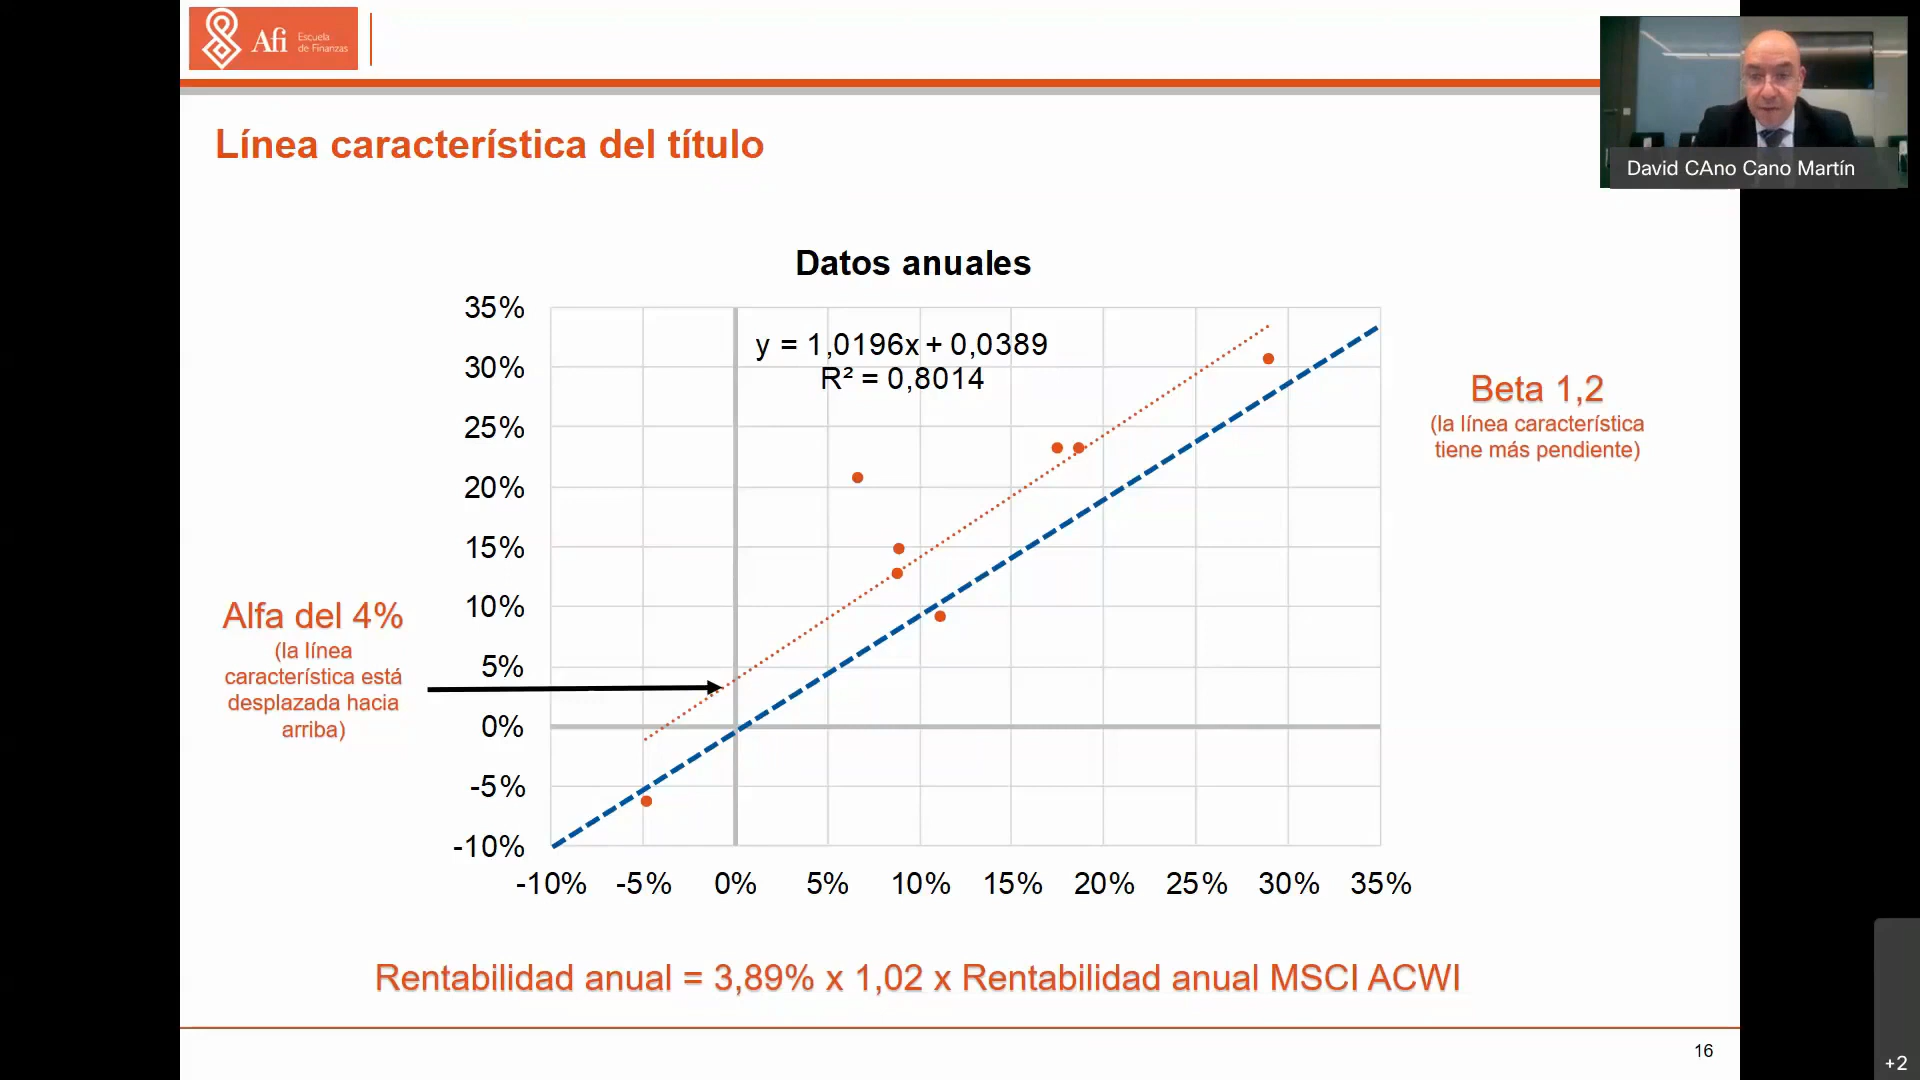 Afi Escuela
de Finanzas
David CAno Cano Martín
Línea característica del título
Datos anuales
35%
30%
25%
20%
15%
10%
5%
0%
-5%
-10%
y = 1,0196x + 0,0389
R² = 0,8014
Beta 1,2
(la línea característica
tiene más pendiente)
Alfa del 4%
(la línea
característica está
desplazada hacia
arriba)
-10% -5% 0% 5% 10% 15% 20% 25% 30% 35%
Rentabilidad anual = 3,89% x 1,02 x Rentabilidad anual MSCI ACWI
16
+2